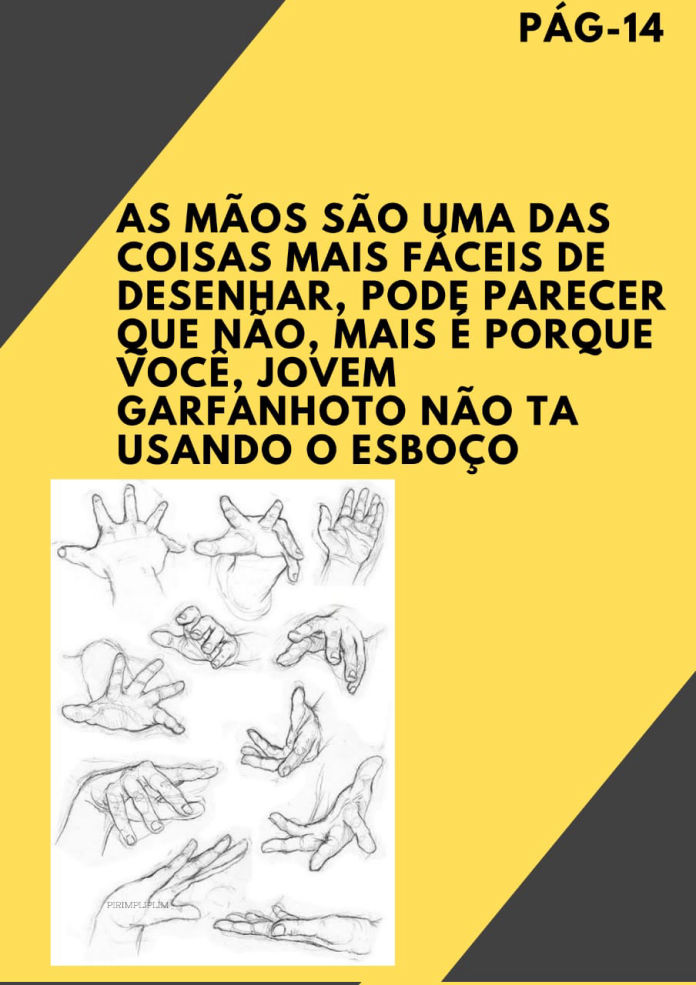 PÁG-14
AS MÃOS SÃO UMA DAS
COISAS MAIS FÁCEIS DE
DESENHAR, PODE PARECER
QUE NÃO, MAIS É PORQUE
VOCÊ, JOVEM
GARFANHOTO NÃO TA
USANDO O ESBOÇO
PIRIMPLIPLIM